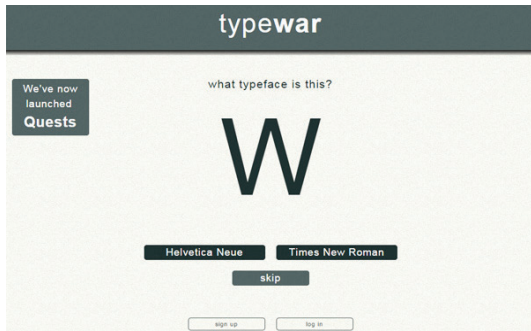 typewar
We've now
launched
Quests
what typeface is this?
W
Helvetica Neue Times New Roman
skip
sign up log in